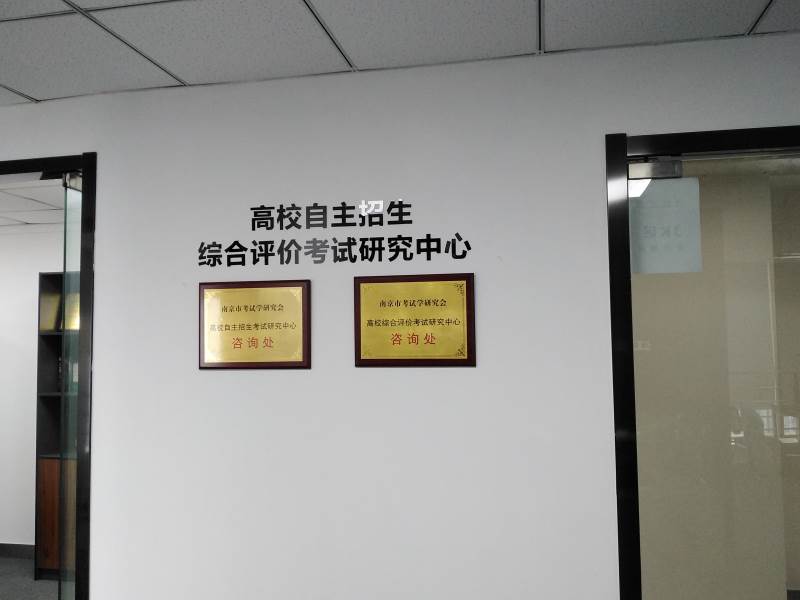 高校自主招生
综合评价考试研究中心
南京市考试学研究会
高校自主招生考试研究中心
咨询处
南京市考试学研究会
高校综合评价考试研究中心
咨询处